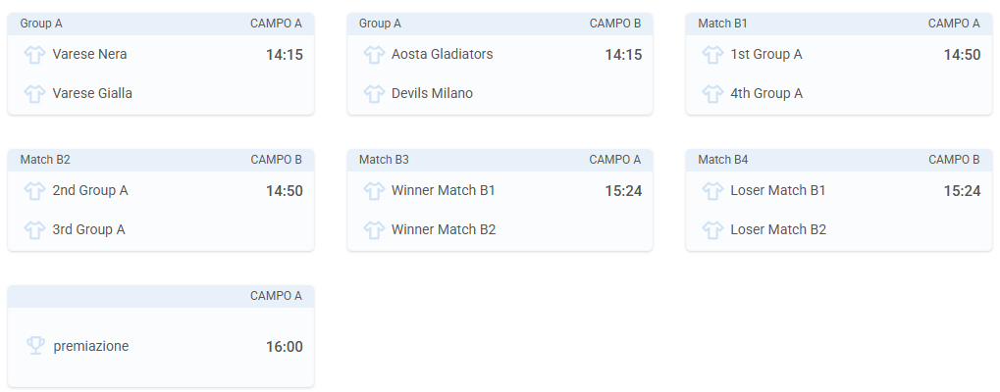 Group A CAMPO A
Varese Nera 14:15
Varese Gialla
Group A CAMPO B
Aosta Gladiators 14:15
Devils Milano
Match B1 CAMPO A
1st Group A 14:50
4th Group A
Match B2 CAMPO B
2nd Group A 14:50
3rd Group A
Match B3 CAMPO A
Winner Match B1 15:24
Winner Match B2
Match B4 CAMPO B
Loser Match B1 15:24
Loser Match B2
CAMPO A
premiazione 16:00